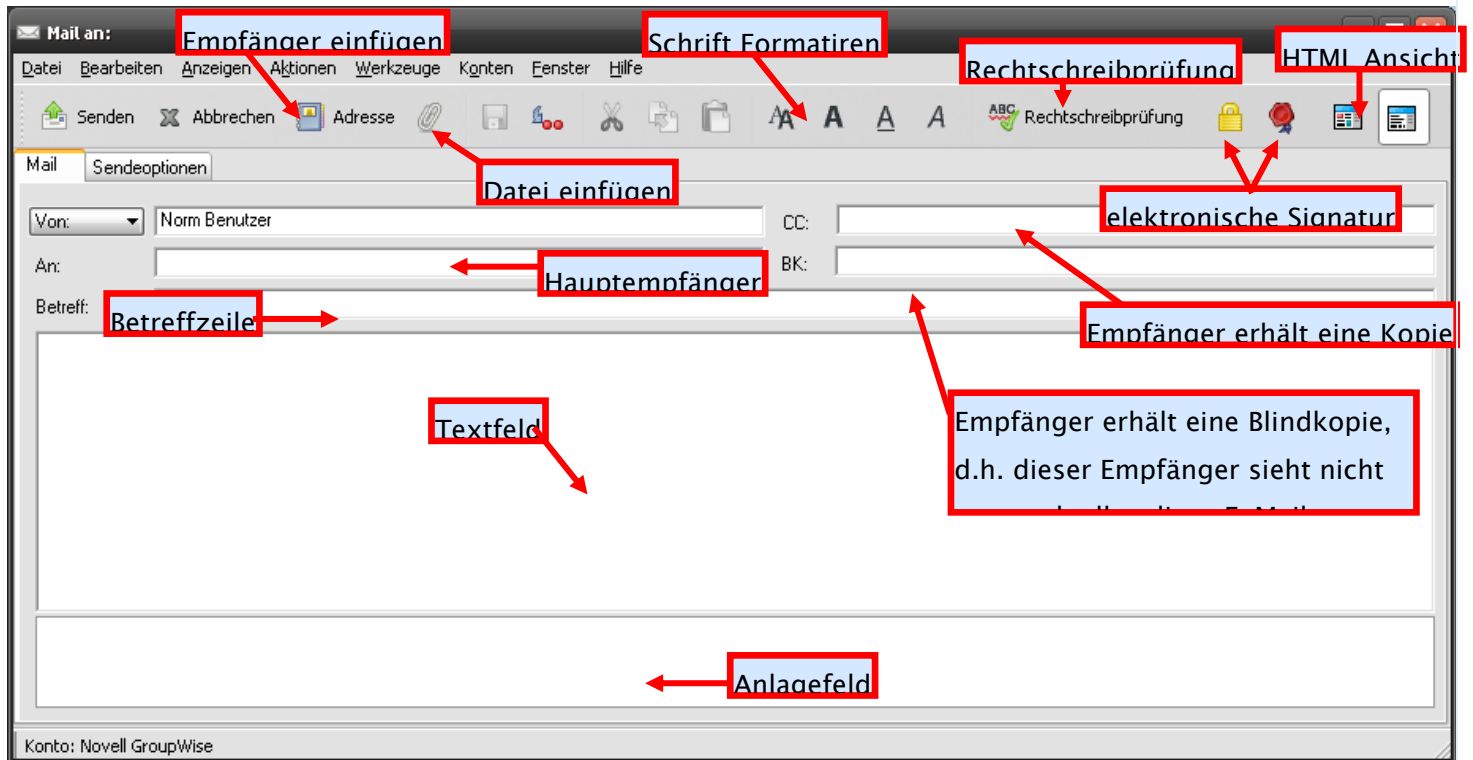 Mail an:
Empfänger einfügen
Schrift Formatiren
Rechtschreibprüfung
HTML Ansicht
Datei Bearbeiten Anzeigen Aktionen Werkzeuge Konten Fenster Hilfe
Senden Abbrechen Adresse A A A A ABC Rechtschreibprüfung
Mail Sendeoptionen
Datei einfügen
elektronische Signatur
Von: Norm Benutzer CC:
An: BK:
Hauptempfänger
Betreff:
Betreffzeile
Empfänger erhält eine Kopie
Textfeld
Empfänger erhält eine Blindkopie,
d.h. dieser Empfänger sieht nicht
Anlagefeld
Konto: Novell GroupWise